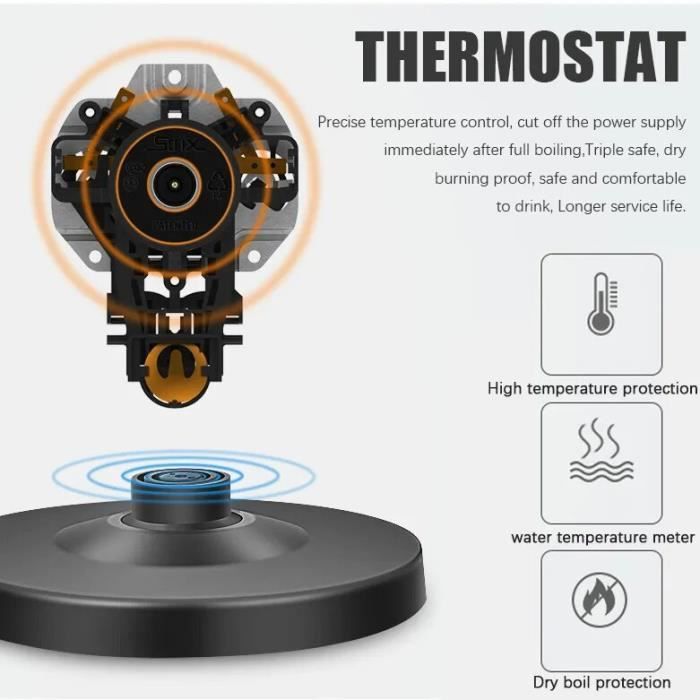 THERMOSTAT
Precise temperature control, cut off the power supply
immediately after full boiling,Triple safe, dry
burning proof, safe and comfortable
to drink, Longer service life.
PATENTED
High temperature protection
water temperature meter
Dry boil protection